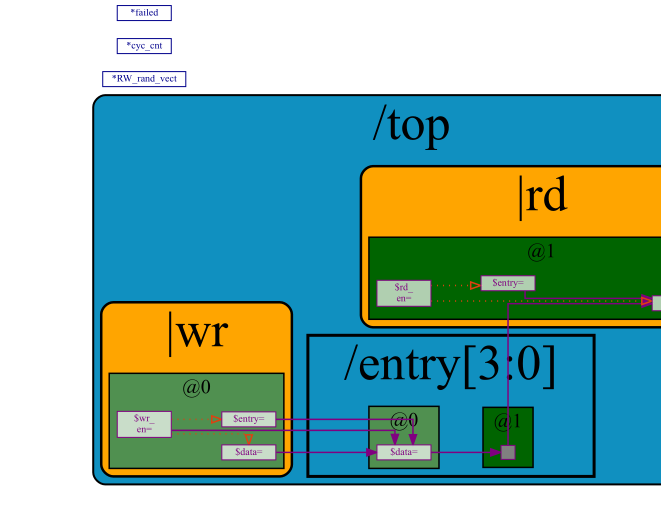 *failed
*cyc_cnt
*RW_rand_vect
/top
|rd
@1
$rd_
en=
$entry=
|wr
@0
$wr_
en=
$entry=
$data=
/entry[3:0]
@0
$data=
@1